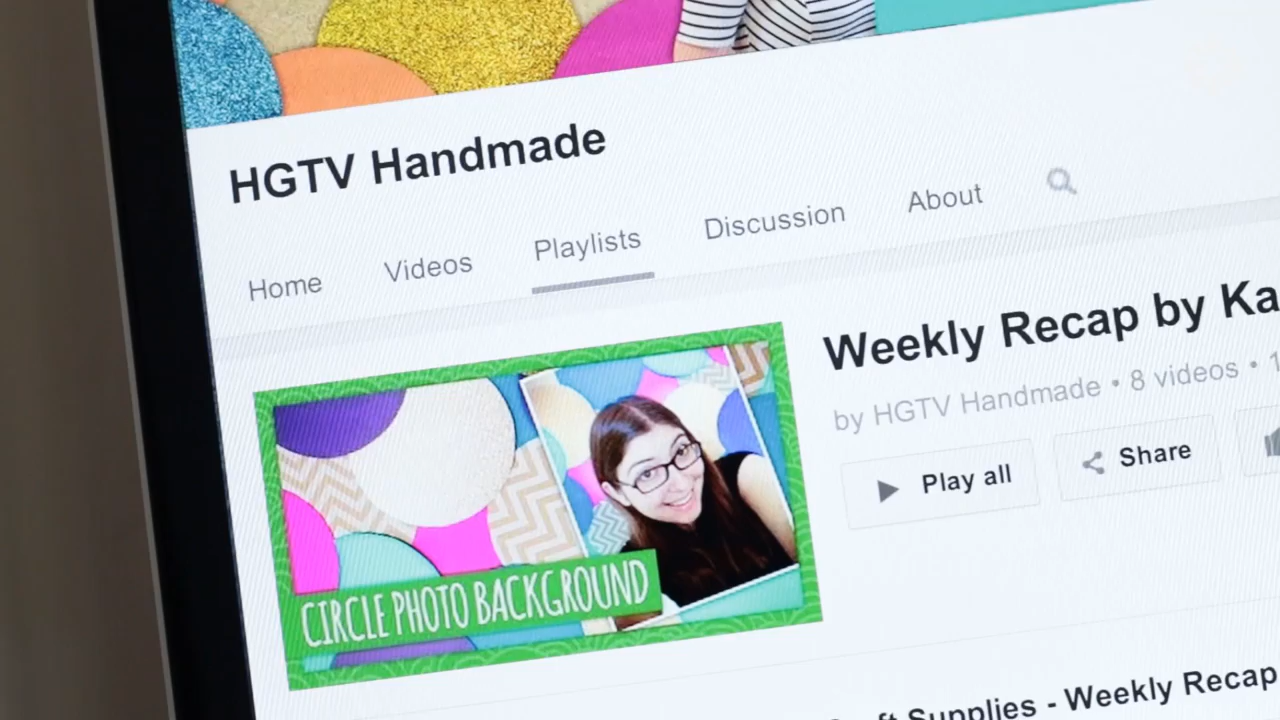 HGTV Handmade
Home Videos Playlists Discussion About
Weekly Recap by Ka
by HGTV Handmade • 8 videos • 1
Play all Share
CIRCLE PHOTO BACKGROUND
Supplies - Weekly Recap